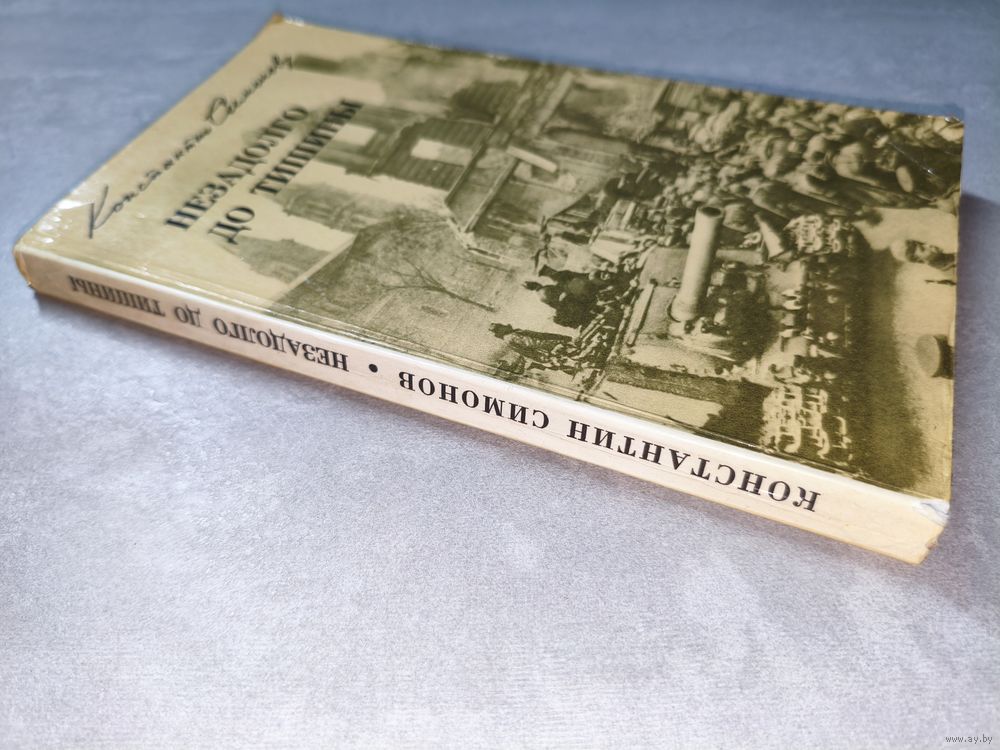 Константин Симонов
НЕЗАДОЛГО
ДО ТИШИНЫ
КОНСТАНТИН СИМОНОВ • НЕЗАДОЛГО ДО ТИШИНЫ
www.ay.by